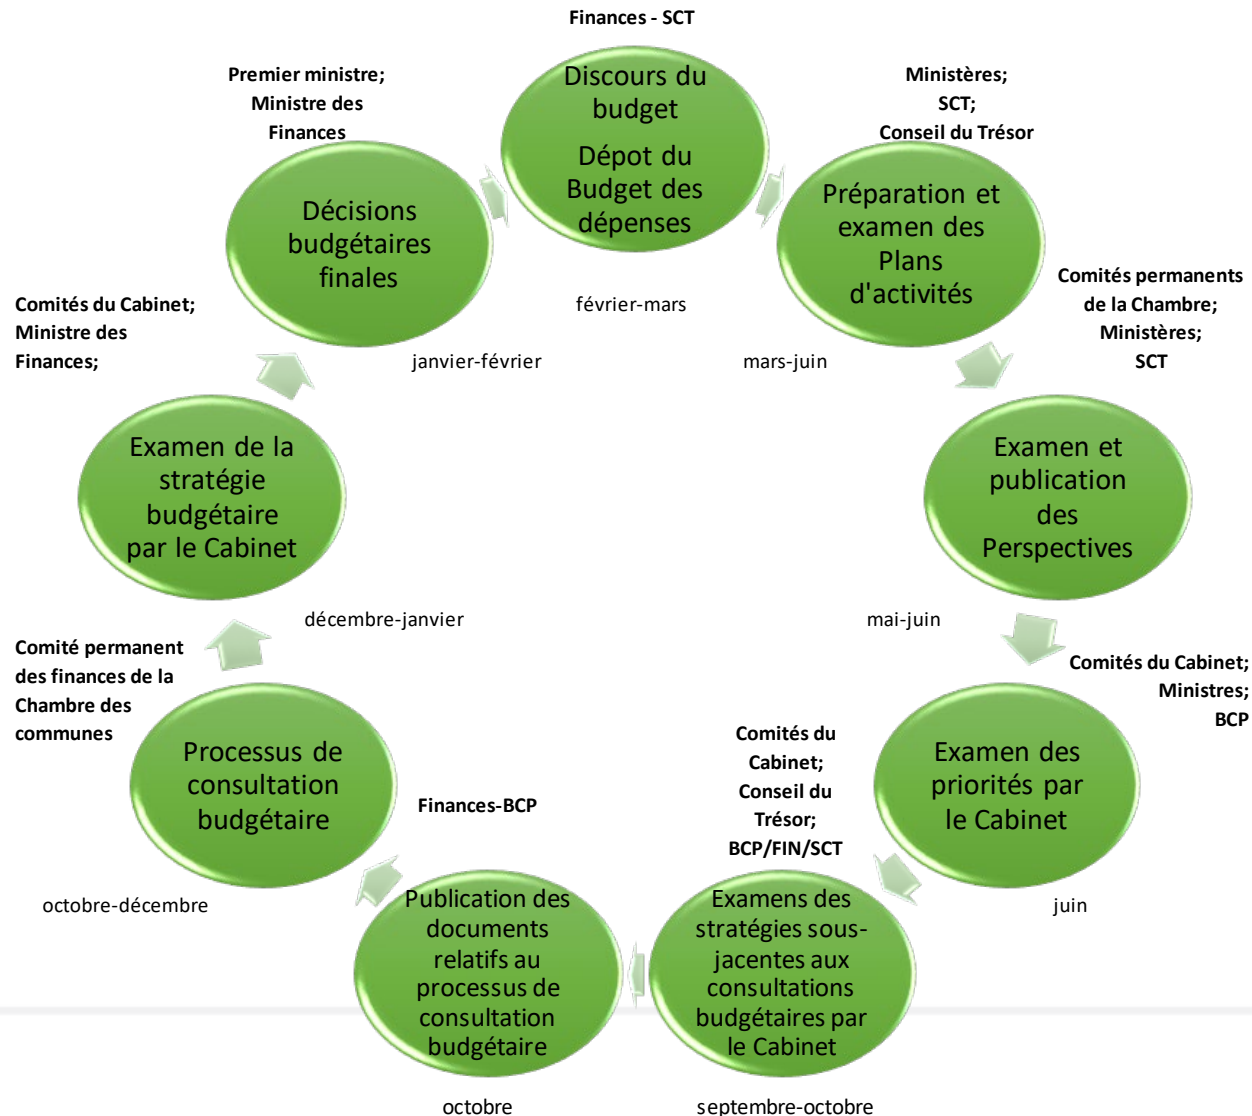 Finances - SCT
Discours du
budget
Dépot du
Budget des
dépenses
février-mars
Ministères;
SCT;
Conseil du Trésor
Préparation et
examen des
Plans
d'activités
mars-juin
Comités permanents
de la Chambre;
Ministères;
SCT
Examen et
publication
des
Perspectives
mai-juin
Comités du Cabinet;
Ministres;
BCP
Examen des
priorités par
le Cabinet
juin
Comités du
Cabinet;
Conseil du
Trésor;
BCP/FIN/SCT
Examens des
stratégies sous-
jacentes aux
consultations
budgétaires par
le Cabinet
septembre-octobre
Finances-BCP
Publication des
documents
relatifs au
processus de
consultation
budgétaire
octobre
Comité permanent
des finances de la
Chambre des
communes
Processus de
consultation
budgétaire
octobre-décembre
Comités du Cabinet;
Ministre des
Finances;
Examen de la
stratégie
budgétaire
par le Cabinet
décembre-janvier
Premier ministre;
Ministre des
Finances
Décisions
budgétaires
finales
janvier-février